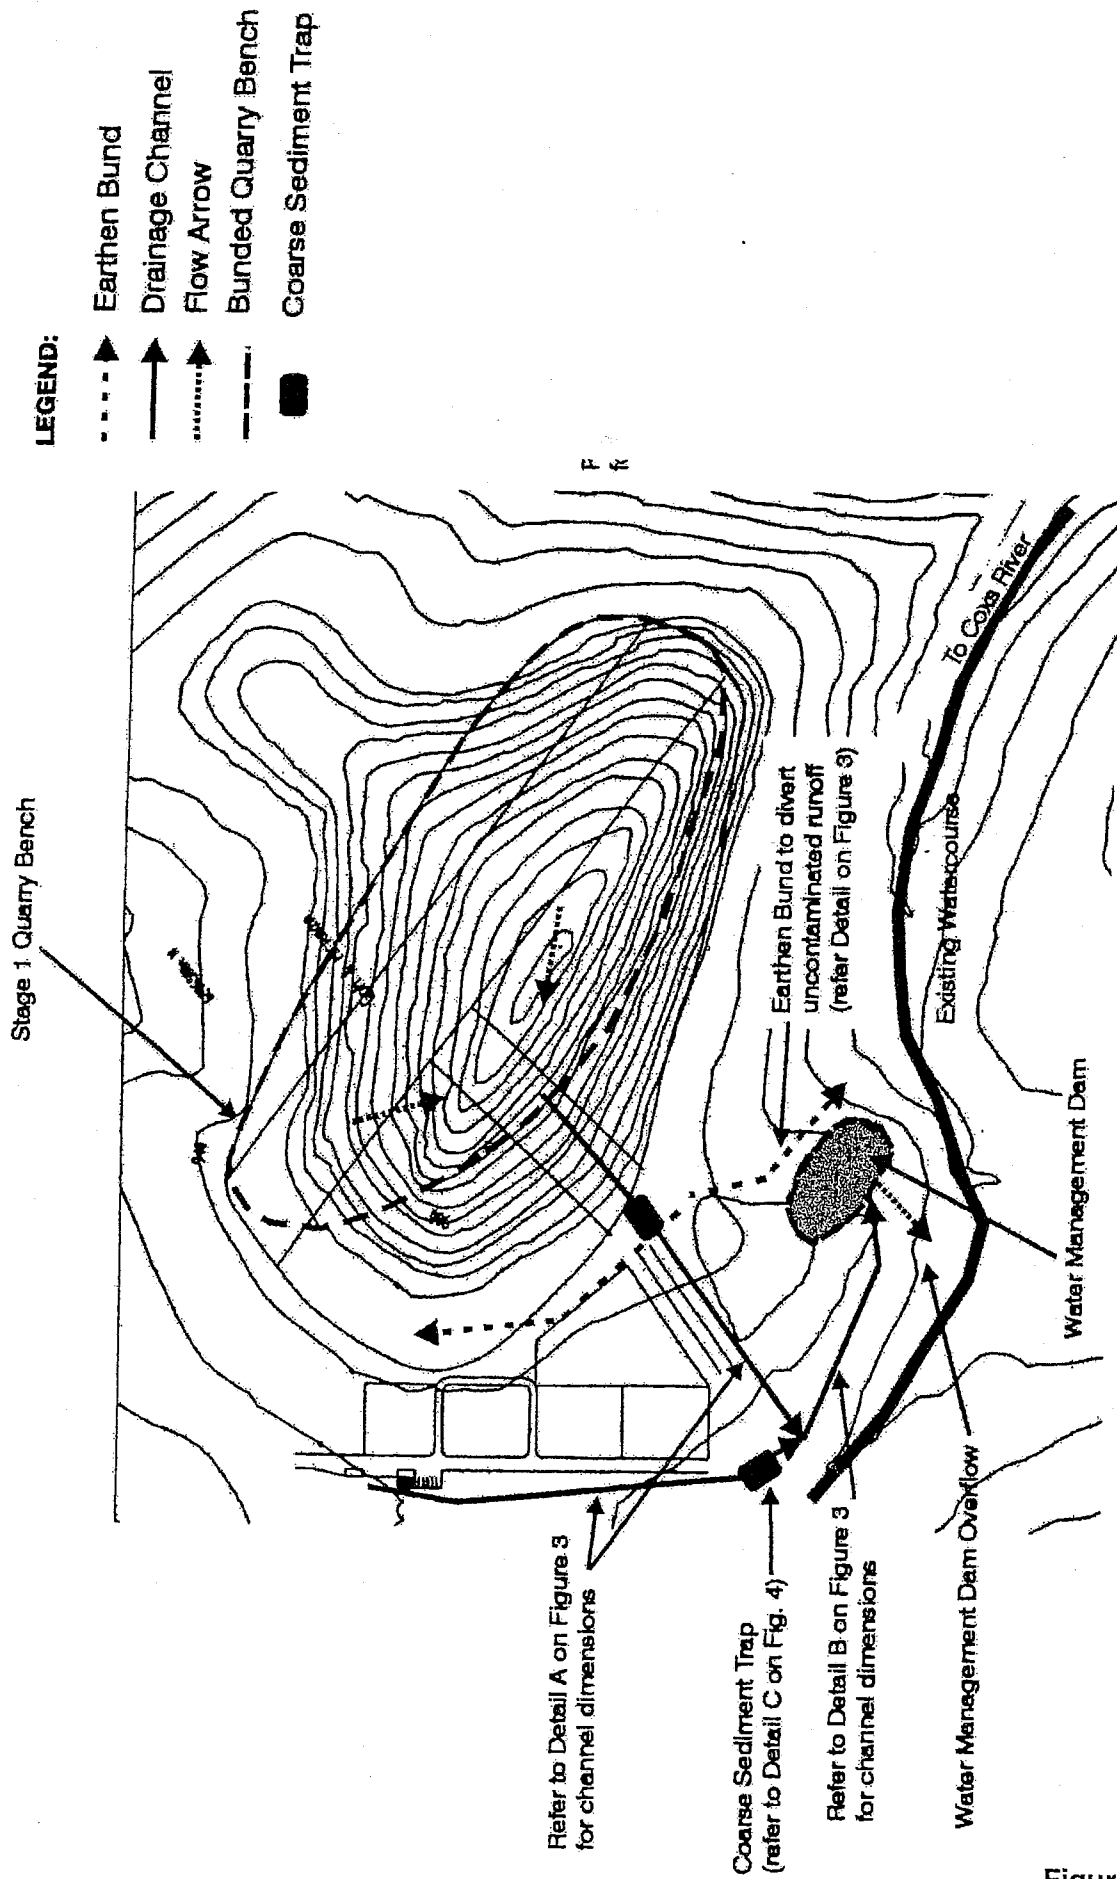 LEGEND:
Earthen Bund
Drainage Channel
Flow Arrow
Bunded Quarry Bench
Coarse Sediment Trap
Stage 1 Quarry Bench
To Coxs River
Earthen Bund to divert
uncontaminated runoff
(refer Detail on Figure 3)
Existing Watercourse
Water Management Dam
Refer to Detail A on Figure 3
for channel dimensions
Coarse Sediment Trap
(refer to Detail C on Fig. 4)
Refer to Detail B on Figure 3
for channel dimensions
Water Management Dam Overflow
Figur